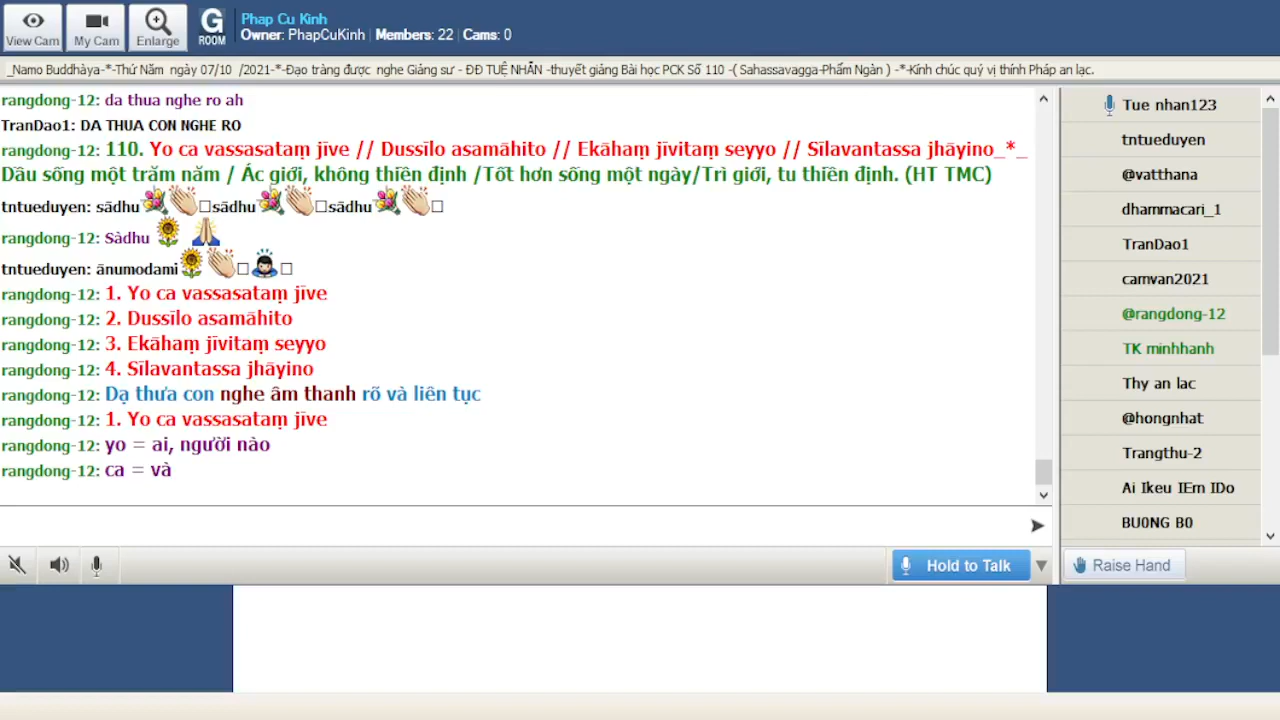 View Cam
My Cam
Enlarge
G ROOM
Phap Cu Kinh
Owner: PhapCuKinh | Members: 22 | Cams: 0
_Namo Buddhàya-*-Thứ Năm ngày 07/10 /2021-*-Đạo tràng được nghe Giảng sư - ĐĐ TUỆ NHẪN -thuyết giảng Bài học PCK Số 110 -( Sahassavagga-Phẩm Ngàn ) -*-Kính chúc quý vị thính Pháp an lạc.
rangdong-12: da thua nghe ro ah
TranDao1: DA THUA CON NGHE RO
rangdong-12: 110. Yo ca vassasataṃ jīve // Dussīlo asamāhito // Ekāhaṃ jīvitaṃ seyyo // Sīlavantassa jhāyino_*_
Dầu sống một trăm năm / Ác giới, không thiền định /Tốt hơn sống một ngày/Trì giới, tu thiền định. (HT TMC)
tntueduyen: sādhu💐👏□sādhu💐👏□sādhu💐👏□
rangdong-12: Sàdhu 🌻 🙏
tntueduyen: ānumodami🌻👏□🙇□
rangdong-12: 1. Yo ca vassasataṃ jīve
rangdong-12: 2. Dussīlo asamāhito
rangdong-12: 3. Ekāhaṃ jīvitaṃ seyyo
rangdong-12: 4. Sīlavantassa jhāyino
rangdong-12: Dạ thưa con nghe âm thanh rõ và liên tục
rangdong-12: 1. Yo ca vassasataṃ jīve
rangdong-12: yo = ai, người nào
rangdong-12: ca = và
Hold to Talk
Tue nhan123
tntueduyen
@vatthana
dhammacari_1
TranDao1
camvan2021
@rangdong-12
TK minhhanh
Thy an lac
@hongnhat
Trangthu-2
Ai Ikeu IEm IDo
BU0NG B0
Raise Hand